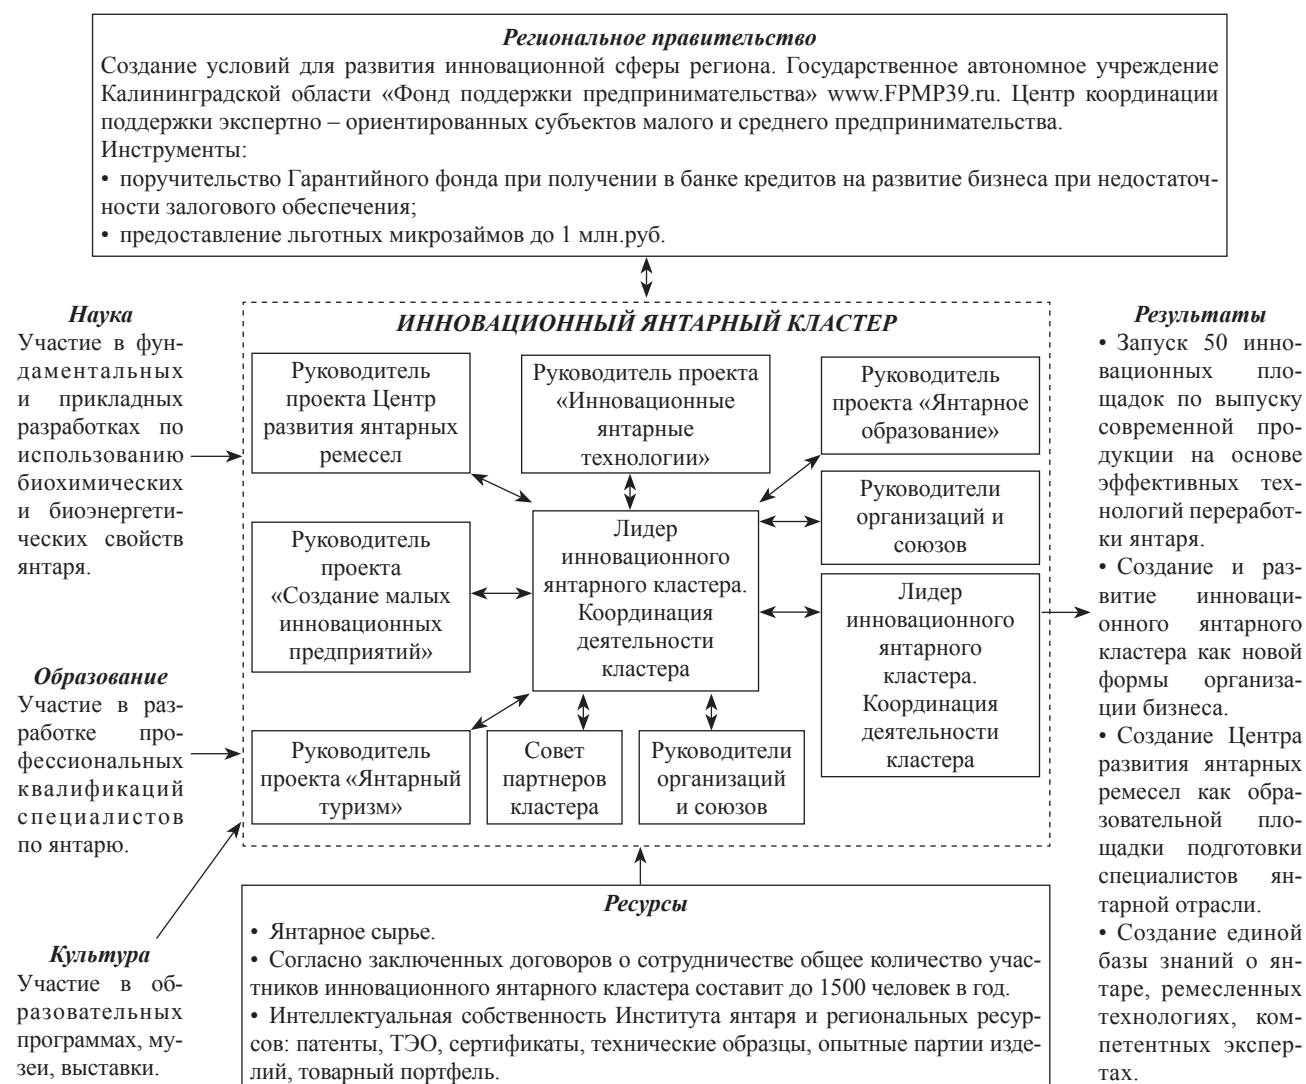 Региональное правительство
Создание условий для развития инновационной сферы региона. Государственное автономное учреждение
Калининградской области «Фонд поддержки предпринимательства» www.FPMP39.ru. Центр координации
поддержки экспертно – ориентированных субъектов малого и среднего предпринимательства.
Инструменты:
• поручительство Гарантийного фонда при получении в банке кредитов на развитие бизнеса при недостаточ-
ности залогового обеспечения;
• предоставление льготных микрозаймов до 1 млн.руб.
Наука
Участие в фун-
даментальных
и прикладных
разработках по
использованию
биохимических
и биоэнергети-
ческих свойств
янтаря.
Образование
Участие в раз-
работке про-
фессиональных
квалификаций
специалистов
по янтарю.
Культура
Участие в об-
разовательных
программах, му-
зеи, выставки.
ИННОВАЦИОННЫЙ ЯНТАРНЫЙ КЛАСТЕР
Руководитель
проекта Центр
развития янтарных
ремесел
Руководитель проекта
«Инновационные
янтарные
технологии»
Руководитель
проекта «Янтарное
образование»
Руководитель
проекта
«Создание малых
инновационных
предприятий»
Лидер
инновационного
янтарного кластера.
Координация
деятельности
кластера
Руководители
организаций и
союзов
Лидер
инновационного
янтарного
кластера.
Координация
деятельности
кластера
Руководитель
проекта «Янтарный
туризм»
Совет
партнеров
кластера
Руководители
организаций
и союзов
Ресурсы
• Янтарное сырье.
• Согласно заключенных договоров о сотрудничестве общее количество учас-
тников инновационного янтарного кластера составит до 1500 человек в год.
• Интеллектуальная собственность Института янтаря и региональных ресур-
сов: патенты, ТЭО, сертификаты, технические образцы, опытные партии изде-
лий, товарный портфель.
Результаты
• Запуск 50 инно-
вационных пло-
щадок по выпуску
современной про-
дукции на основе
эффективных тех-
нологий переработ-
ки янтаря.
• Создание и раз-
витие инноваци-
онного янтарного
кластера как новой
формы организа-
ции бизнеса.
• Создание Центра
развития янтарных
ремесел как обра-
зовательной пло-
щадки подготовки
специалистов ян-
тарной отрасли.
• Создание единой
базы знаний о ян-
таре, ремесленных
технологиях, ком-
петентных экспер-
тах.